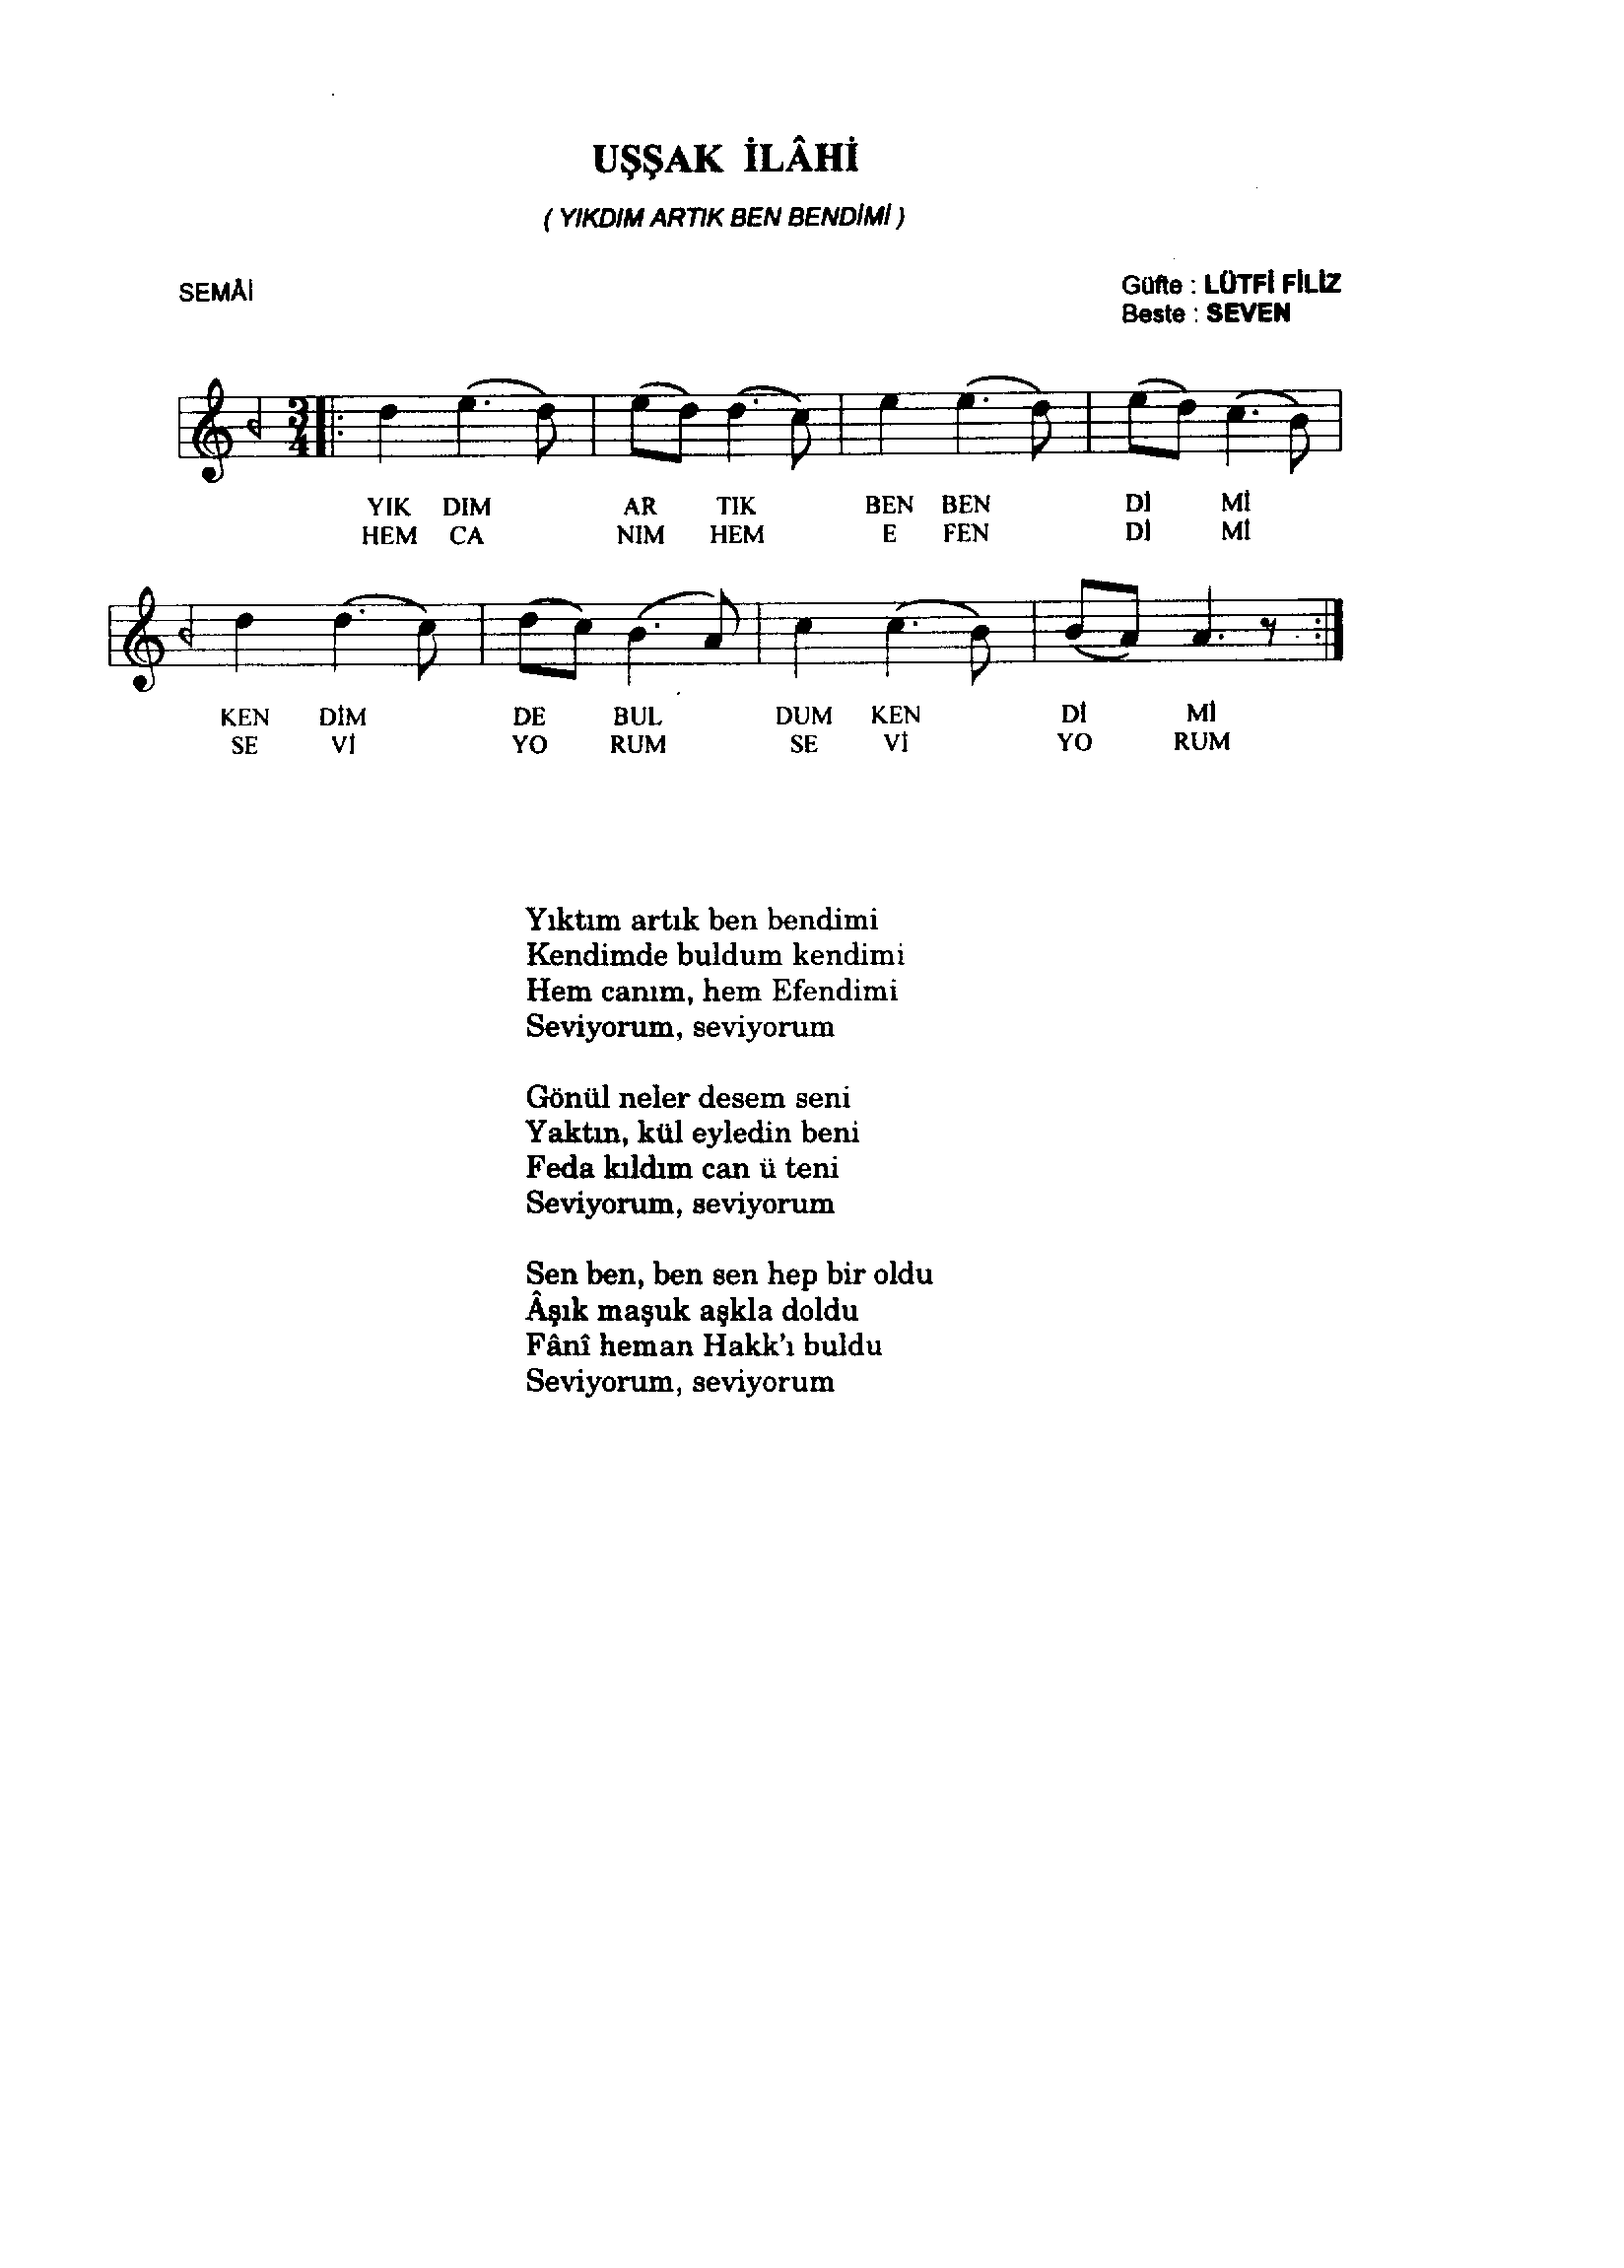 UŞŞAK İLÂHİ
( YIKDIM ARTIK BEN BENDİMİ )
SEMÂİ
Güfte : LÜTFİ FİLİZ
Beste : SEVEN
3
4
YIK DIM AR TIK BEN BEN Dİ Mİ
HEM CA NIM HEM E FEN Dİ Mİ
KEN DİM DE BUL DUM KEN Dİ Mİ
SE Vİ YO RUM SE Vİ YO RUM
Yıktım artık ben bendimi
Kendimde buldum kendimi
Hem canım, hem Efendimi
Seviyorum, seviyorum
Gönül neler desem seni
Yaktın, kül eyledin beni
Feda kıldım can ü teni
Seviyorum, seviyorum
Sen ben, ben sen hep bir oldu
Âşık maşuk aşkla doldu
Fânî heman Hakk'ı buldu
Seviyorum, seviyorum